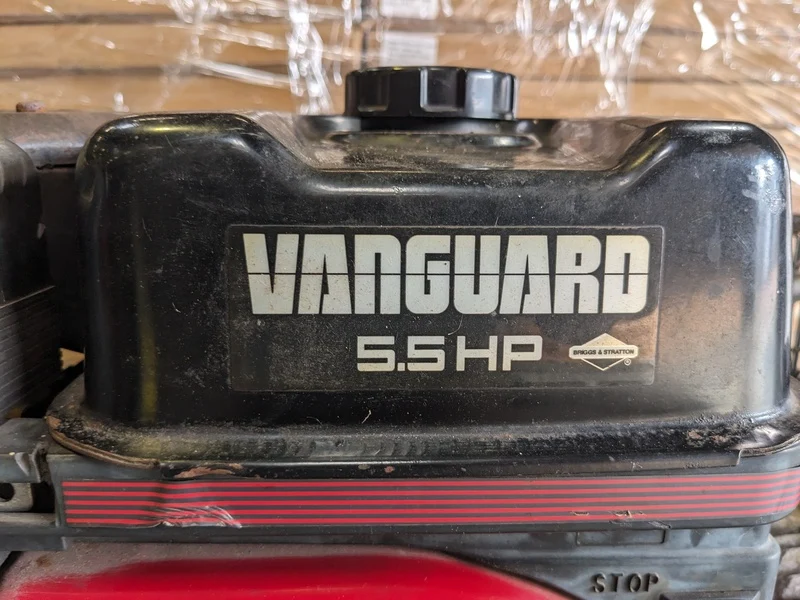 VANGUARD
5.5 HP
BRIGGS & STRATTON
STOP